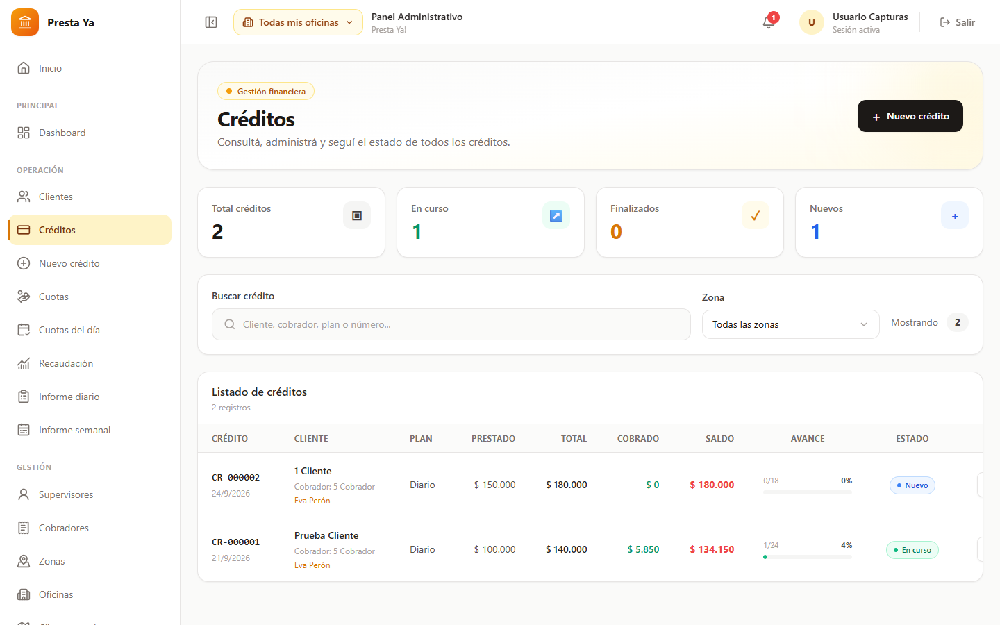 Presta Ya
Todas mis oficinas
Panel Administrativo
Presta Ya!
1
U
Usuario Capturas
Sesión activa
Salir
Inicio
PRINCIPAL
Dashboard
OPERACIÓN
Clientes
Créditos
Nuevo crédito
Cuotas
Cuotas del día
Recaudación
Informe diario
Informe semanal
GESTIÓN
Supervisores
Cobradores
Zonas
Oficinas
Gestión financiera
Créditos
Consultá, administrá y seguí el estado de todos los créditos.
+ Nuevo crédito
Total créditos
2
En curso
1
Finalizados
0
Nuevos
1
Buscar crédito
Cliente, cobrador, plan o número...
Zona
Todas las zonas
Mostrando 2
Listado de créditos
2 registros
CRÉDITO CLIENTE PLAN PRESTADO TOTAL COBRADO SALDO AVANCE ESTADO
CR-000002
24/9/2026
1 Cliente
Cobrador: 5 Cobrador
Eva Perón
Diario
$ 150.000
$ 180.000
$ 0
$ 180.000
0/18 0%
Nuevo
CR-000001
21/9/2026
Prueba Cliente
Cobrador: 5 Cobrador
Eva Perón
Diario
$ 100.000
$ 140.000
$ 5.850
$ 134.150
1/24 4%
En curso